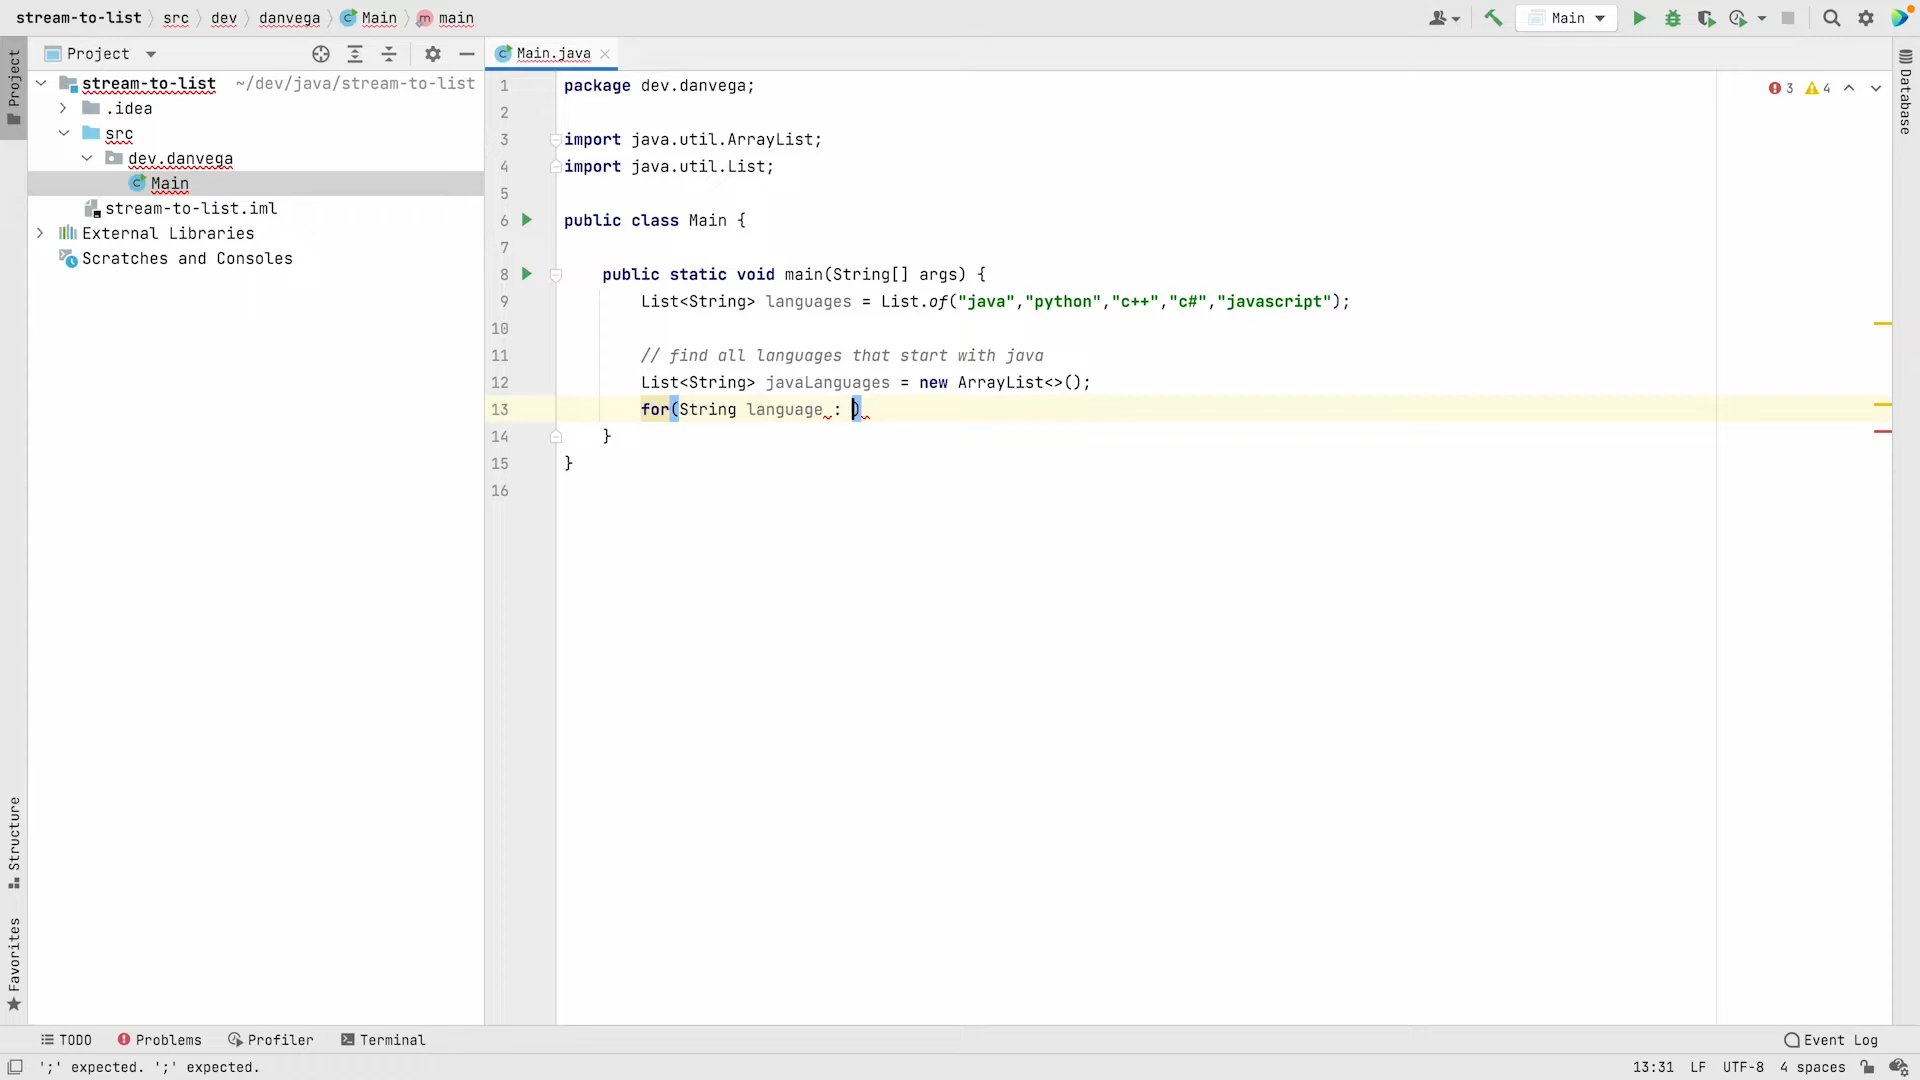 stream-to-list src dev danvega Main main
Main
Project
Main.java
Project
stream-to-list ~/dev/java/stream-to-list
.idea
src
dev.danvega
Main
stream-to-list.iml
External Libraries
Scratches and Consoles
3 4
Database
1 package dev.danvega;
2
3 import java.util.ArrayList;
4 import java.util.List;
5
6 public class Main {
7
8 public static void main(String[] args) {
9 List<String> languages = List.of("java","python","c++","c#","javascript");
10
11 // find all languages that start with java
12 List<String> javaLanguages = new ArrayList<>();
13 for(String language : )
14 }
15 }
16
Structure
Favorites
TODO Problems Profiler Terminal Event Log
';' expected. ';' expected. 13:31 LF UTF-8 4 spaces